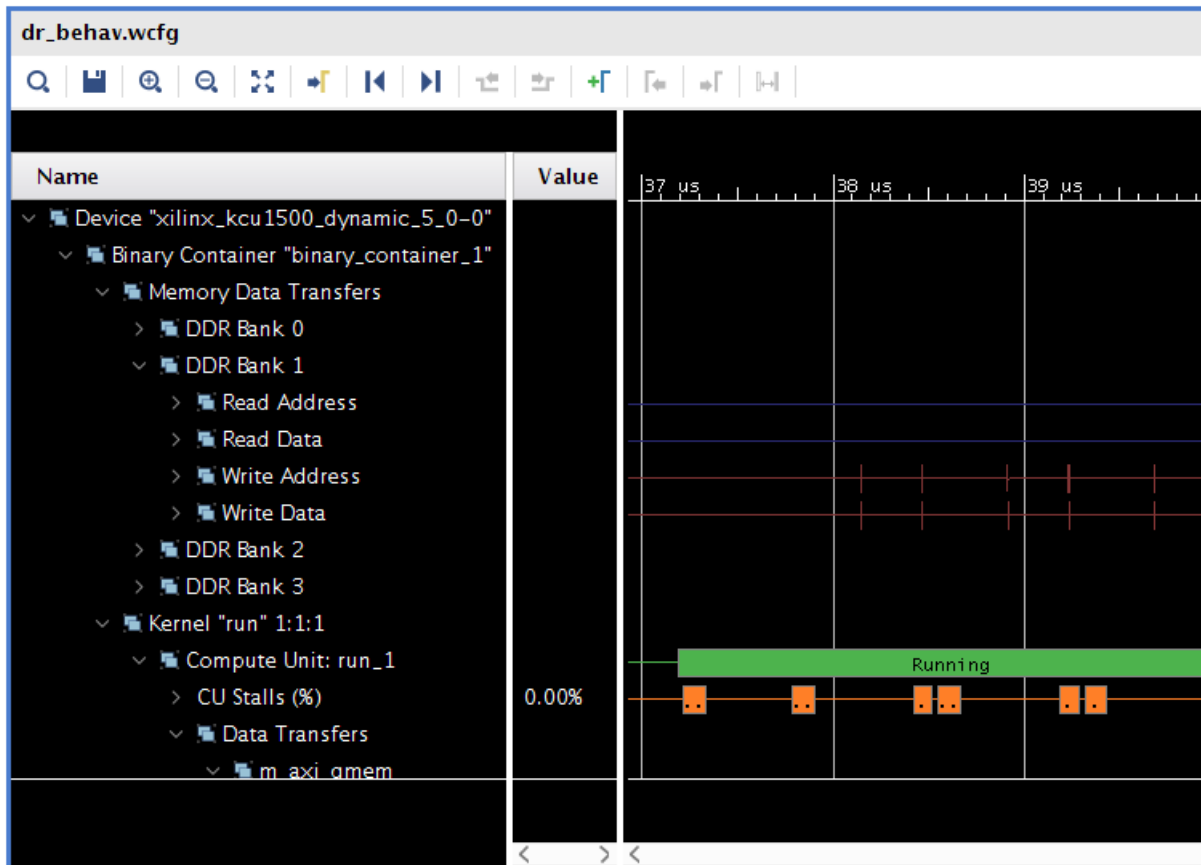 dr_behav.wcfg
Name Value 37 us 38 us 39 us
Device "xilinx_kcu1500_dynamic_5_0-0"
Binary Container "binary_container_1"
Memory Data Transfers
DDR Bank 0
DDR Bank 1
Read Address
Read Data
Write Address
Write Data
DDR Bank 2
DDR Bank 3
Kernel "run" 1:1:1
Compute Unit: run_1 Running
CU Stalls (%) 0.00% .. .. . .. . .
Data Transfers
m_axi_gmem